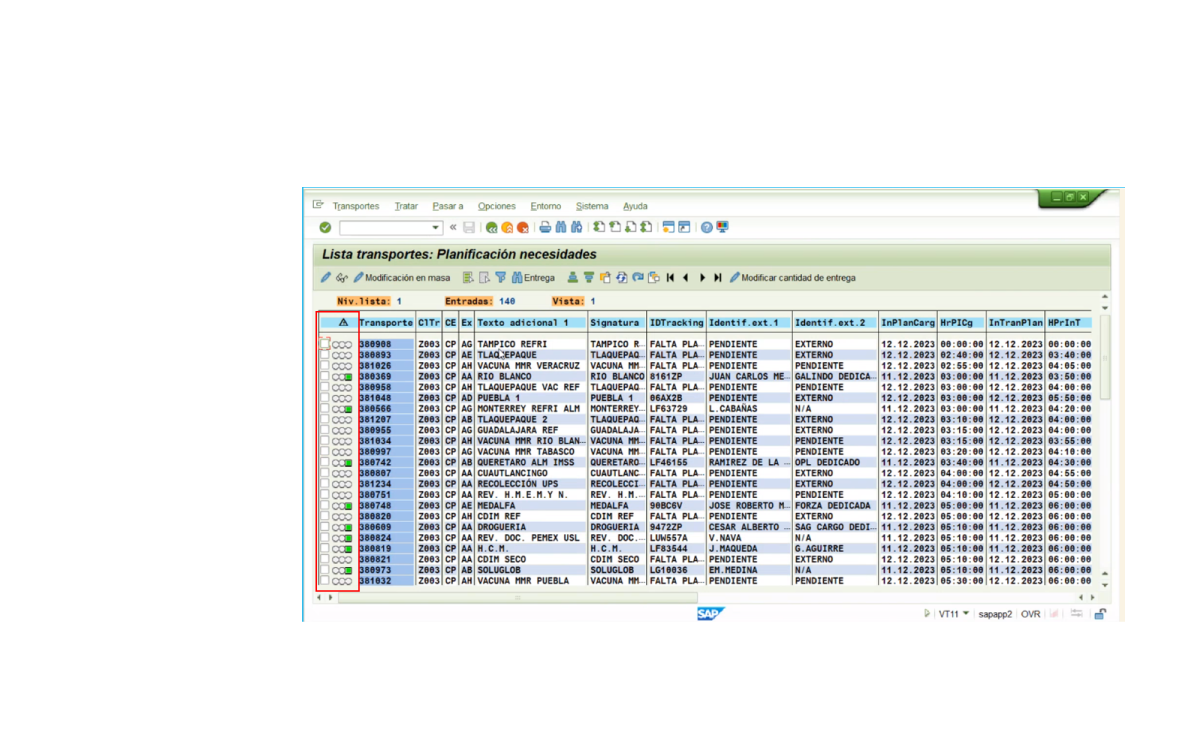 Transportes Tratar Pasar a Opciones Entorno Sistema Ayuda
Lista transportes: Planificación necesidades
Modificación en masa Entrega Modificar cantidad de entrega
Niv.lista: 1 Entradas: 140 Vista: 1
Transporte ClTr CE Ex Texto adicional 1 Signatura IDTracking Identif.ext.1 Identif.ext.2 InPlanCarg HrPlCg InTranPlan HPrInT
380908 Z003 CP AG TAMPICO REFRI TAMPICO R… FALTA PLA… PENDIENTE EXTERNO 12.12.2023 00:00:00 12.12.2023 00:00:00
380893 Z003 CP AE TLAQUEPAQUE TLAQUEPAQ… FALTA PLA… PENDIENTE EXTERNO 12.12.2023 02:40:00 12.12.2023 03:40:00
381026 Z003 CP AH VACUNA MMR VERACRUZ VACUNA MM… FALTA PLA… PENDIENTE PENDIENTE 12.12.2023 02:55:00 12.12.2023 04:05:00
380369 Z003 CP AA RIO BLANCO RIO BLANCO 8161ZP JUAN CARLOS ME… GALINDO DEDICA… 11.12.2023 03:00:00 11.12.2023 03:50:00
380958 Z003 CP AH TLAQUEPAQUE VAC REF TLAQUEPAQ… FALTA PLA… PENDIENTE PENDIENTE 12.12.2023 03:00:00 12.12.2023 04:00:00
381048 Z003 CP AD PUEBLA 1 PUEBLA 1 06AX2B PENDIENTE EXTERNO 12.12.2023 03:00:00 12.12.2023 05:50:00
380566 Z003 CP AG MONTERREY REFRI ALM MONTERREY… LF63729 L.CABAÑAS N/A 11.12.2023 03:00:00 11.12.2023 04:20:00
381207 Z003 CP AB TLAQUEPAQUE 2 TLAQUEPAQ… FALTA PLA… PENDIENTE EXTERNO 12.12.2023 03:10:00 12.12.2023 04:00:00
380955 Z003 CP AG GUADALAJARA REF GUADALAJA… FALTA PLA… PENDIENTE EXTERNO 12.12.2023 03:15:00 12.12.2023 04:00:00
381034 Z003 CP AH VACUNA MMR RIO BLAN… VACUNA MM… FALTA PLA… PENDIENTE PENDIENTE 12.12.2023 03:15:00 12.12.2023 03:55:00
380997 Z003 CP AG VACUNA MMR TABASCO VACUNA MM… FALTA PLA… PENDIENTE PENDIENTE 12.12.2023 03:20:00 12.12.2023 04:10:00
380742 Z003 CP AB QUERETARO ALM IMSS QUERETARO… LF46155 RAMIREZ DE LA … OPL DEDICADO 11.12.2023 03:40:00 11.12.2023 04:30:00
380807 Z003 CP AA CUAUTLANCINGO CUAUTLANC… FALTA PLA… PENDIENTE EXTERNO 12.12.2023 04:00:00 12.12.2023 04:55:00
381234 Z003 CP AA RECOLECCIÓN UPS RECOLECCI… FALTA PLA… PENDIENTE EXTERNO 12.12.2023 04:00:00 12.12.2023 04:50:00
380751 Z003 CP AA REV. H.M.E.M.Y N. REV. H.M.… FALTA PLA… PENDIENTE PENDIENTE 12.12.2023 04:10:00 12.12.2023 05:00:00
380748 Z003 CP AE MEDALFA MEDALFA 90BC6V JOSE ROBERTO M… FORZA DEDICADA 11.12.2023 05:00:00 11.12.2023 06:00:00
380820 Z003 CP AH CDIM REF CDIM REF FALTA PLA… PENDIENTE EXTERNO 12.12.2023 05:00:00 12.12.2023 06:00:00
380609 Z003 CP AA DROGUERIA DROGUERIA 9472ZP CESAR ALBERTO … SAG CARGO DEDI… 11.12.2023 05:10:00 11.12.2023 06:00:00
380824 Z003 CP AA REV. DOC. PEMEX USL REV. DOC.… LUW557A V.NAVA N/A 11.12.2023 05:10:00 11.12.2023 05:10:00
380819 Z003 CP AA H.C.M. H.C.M. LF83544 J.MAQUEDA G.AGUIRRE 11.12.2023 05:10:00 11.12.2023 06:00:00
380821 Z003 CP AA CDIM SECO CDIM SECO FALTA PLA… PENDIENTE EXTERNO 12.12.2023 05:10:00 12.12.2023 06:00:00
380973 Z003 CP AB SOLUGLOB SOLUGLOB LG10036 EM.MEDINA N/A 11.12.2023 05:10:00 11.12.2023 06:00:00
381032 Z003 CP AH VACUNA MMR PUEBLA VACUNA MM… FALTA PLA… PENDIENTE PENDIENTE 12.12.2023 05:30:00 12.12.2023 06:00:00
SAP VT11 sapapp2 OVR